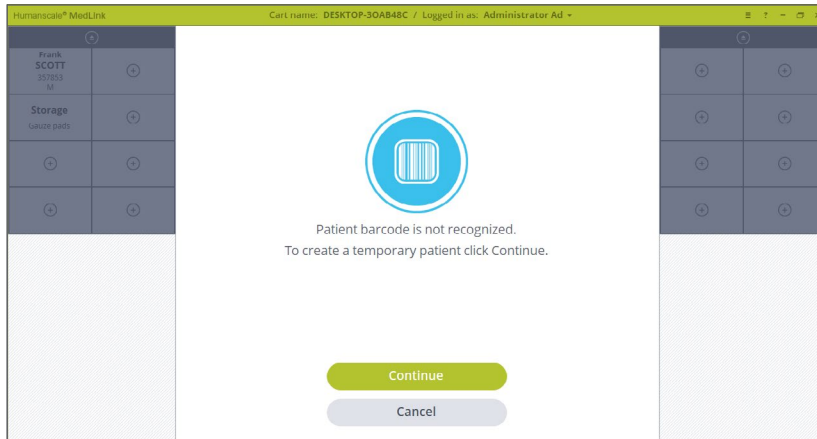 Humanscale® MedLink
Cart name: DESKTOP-3OAB48C / Logged in as: Administrator Ad
Frank
SCOTT
357853
M
Storage
Gauze pads
Patient barcode is not recognized.
To create a temporary patient click Continue.
Continue
Cancel